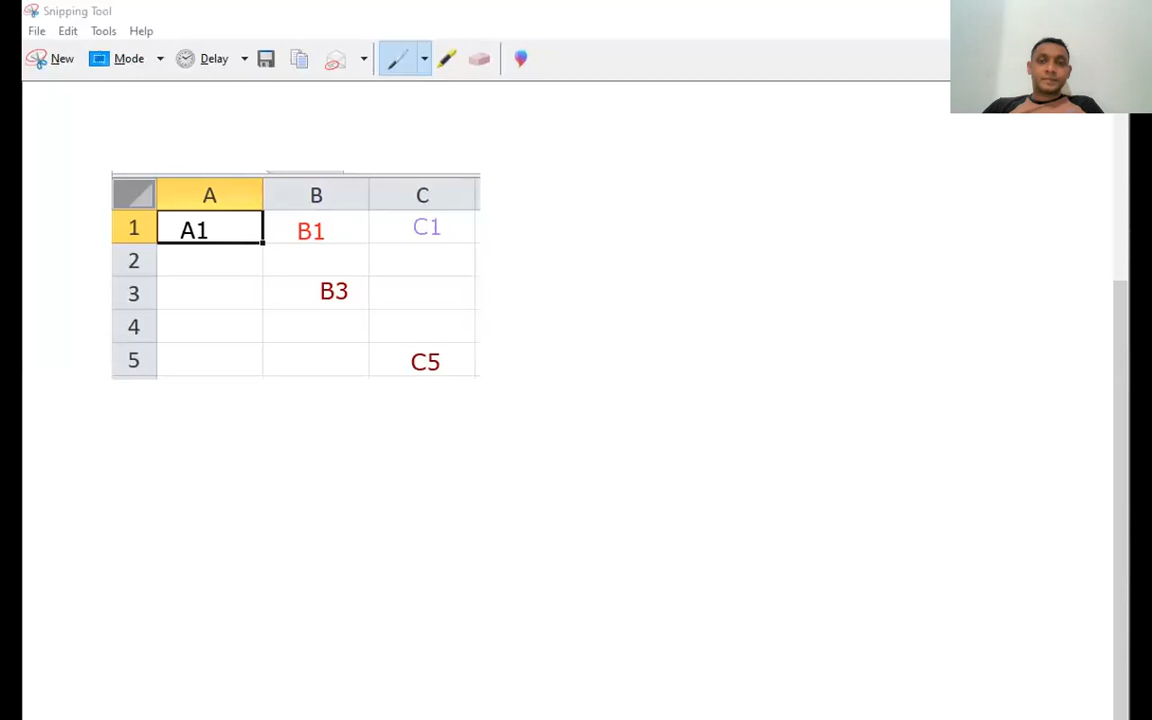 Snipping Tool
File Edit Tools Help
New Mode Delay
A B C
1 A1 B1 C1
2
3 B3
4
5 C5